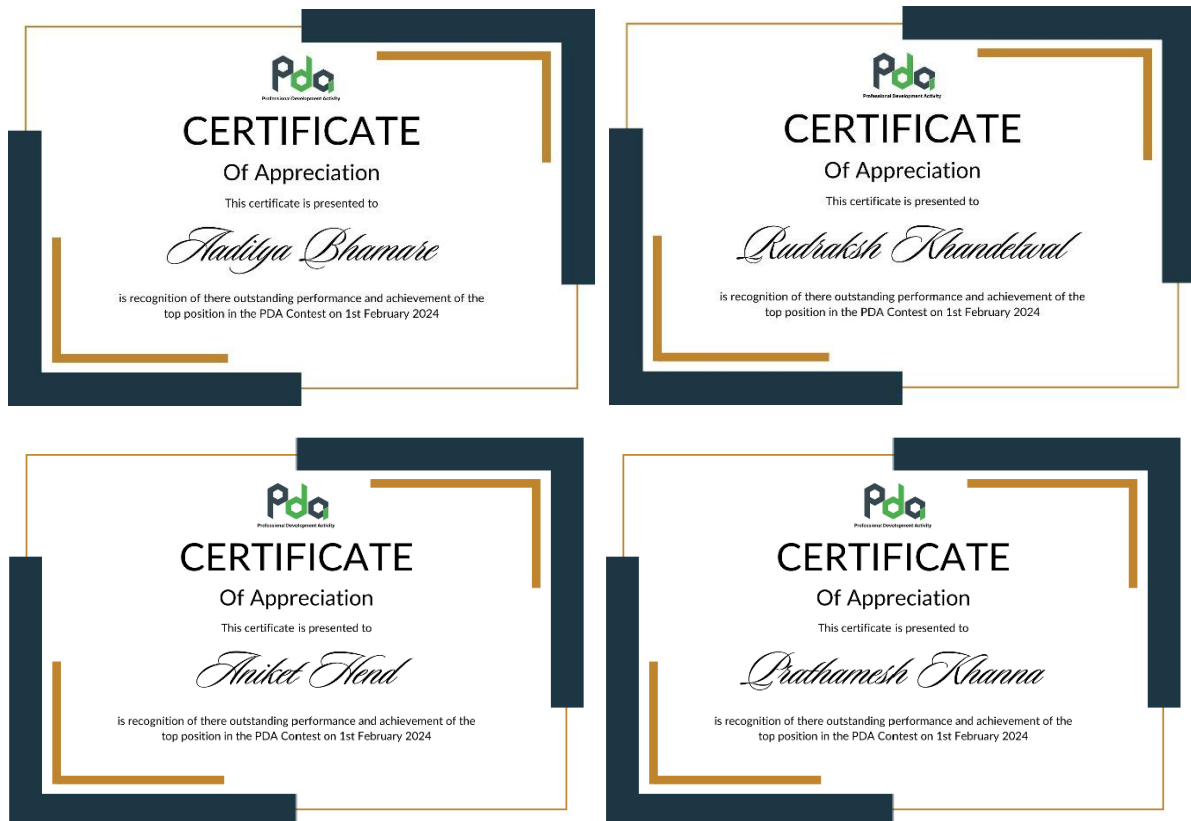 Pda
Professional Development Activity
CERTIFICATE
Of Appreciation
This certificate is presented to
Aaditya Bhamare
is recognition of there outstanding performance and achievement of the
top position in the PDA Contest on 1st February 2024
Pda
Professional Development Activity
CERTIFICATE
Of Appreciation
This certificate is presented to
Rudraksh Khandelwal
is recognition of there outstanding performance and achievement of the
top position in the PDA Contest on 1st February 2024
Pda
Professional Development Activity
CERTIFICATE
Of Appreciation
This certificate is presented to
Aniket Hend
is recognition of there outstanding performance and achievement of the
top position in the PDA Contest on 1st February 2024
Pda
Professional Development Activity
CERTIFICATE
Of Appreciation
This certificate is presented to
Prathamesh Khanna
is recognition of there outstanding performance and achievement of the
top position in the PDA Contest on 1st February 2024